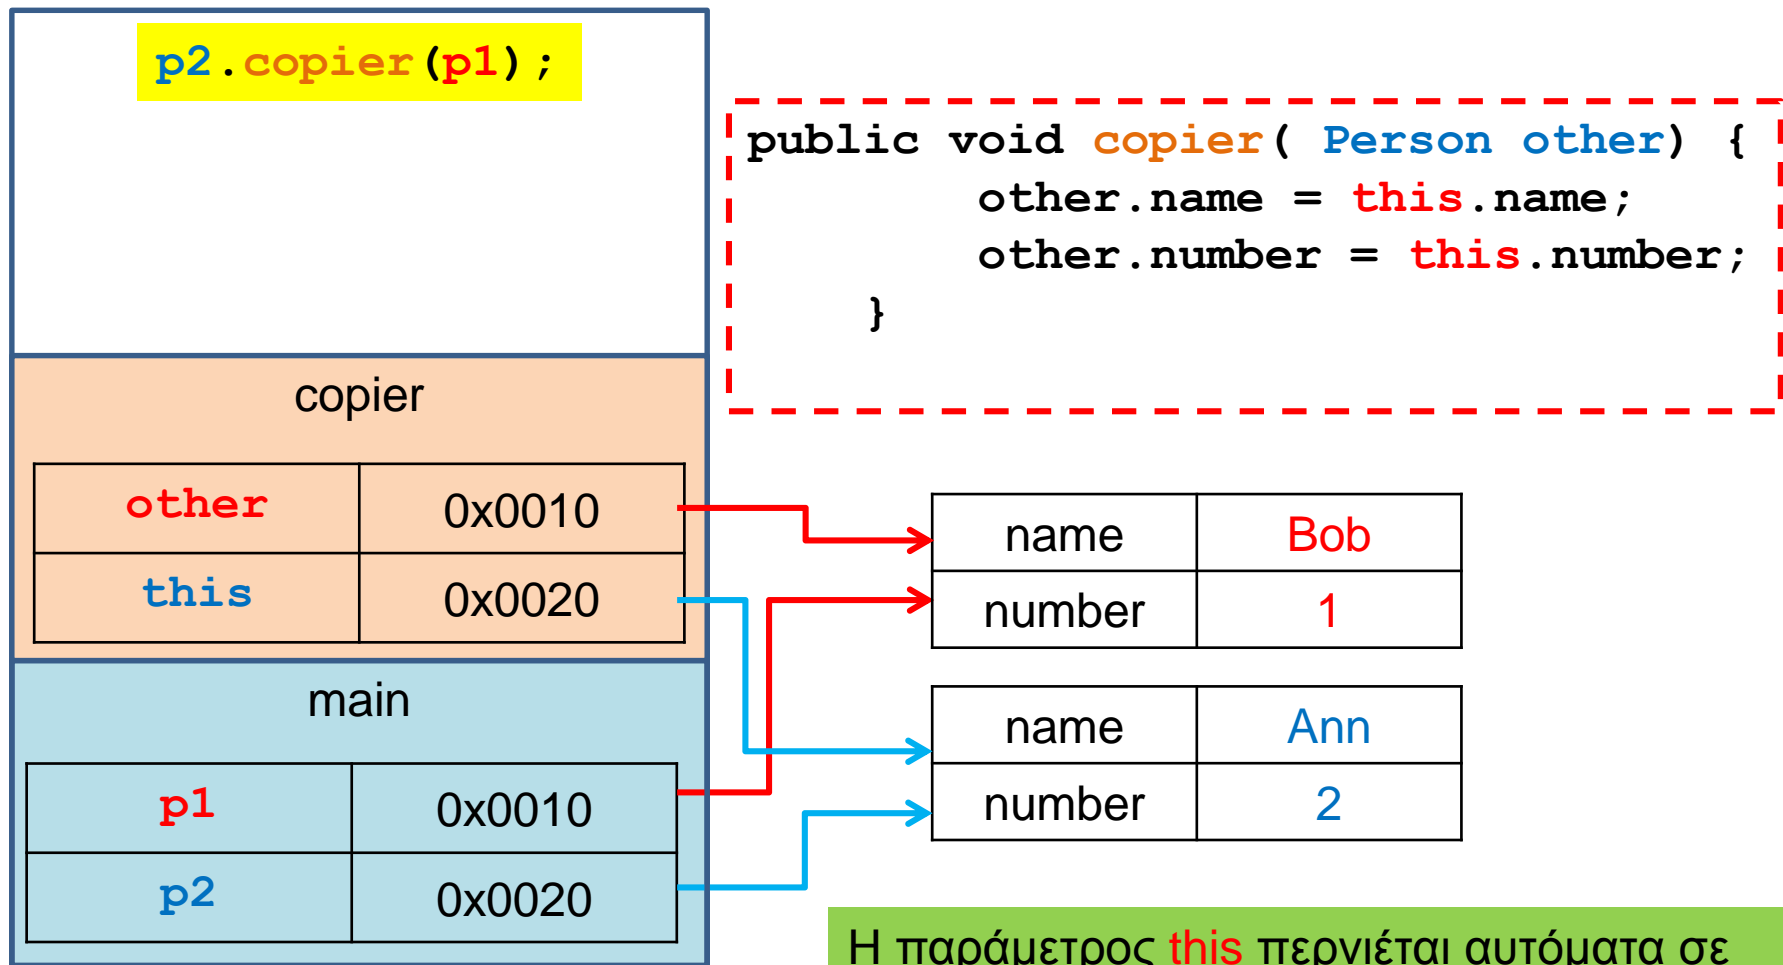 p2.copier(p1);
public void copier( Person other) {
other.name = this.name;
other.number = this.number;
}
copier
other 0x0010
this 0x0020
main
p1 0x0010
p2 0x0020
name Bob
number 1
name Ann
number 2
Η παράμετρος this περνιέται αυτόματα σε